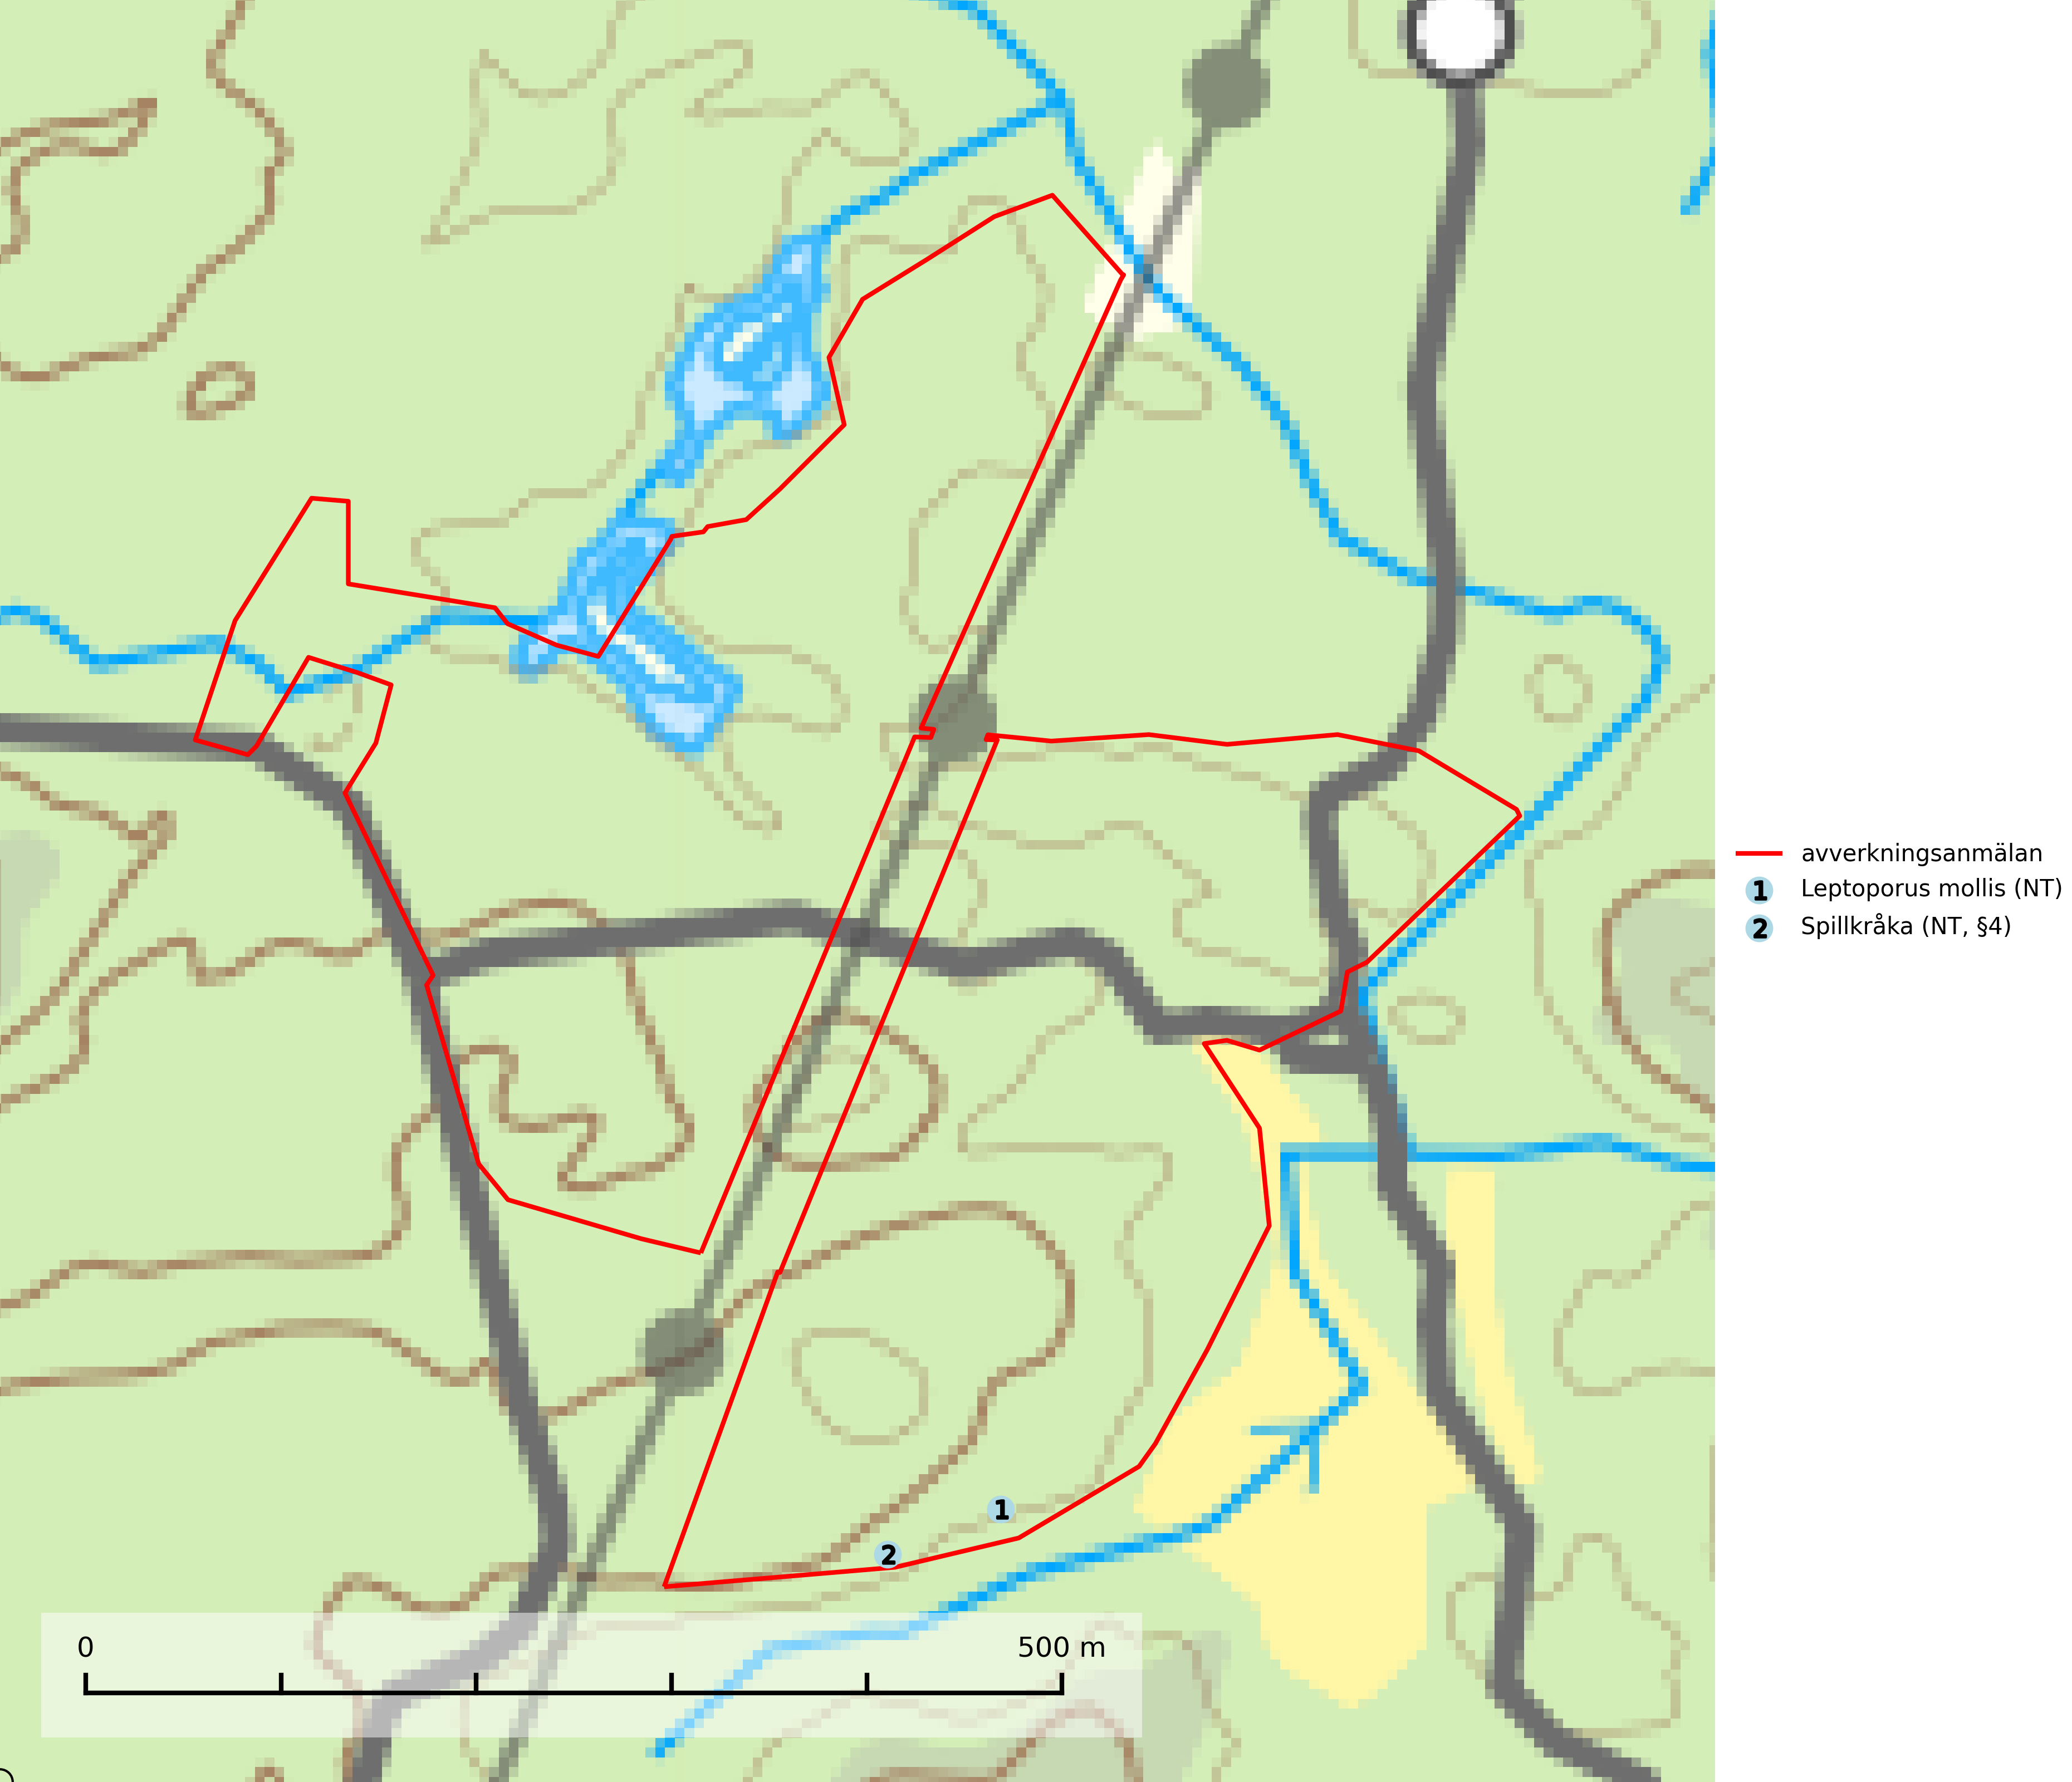 avverkningsanmälan
1 Leptoporus mollis (NT)
2 Spillkråka (NT, §4)
1
2
0 500 m